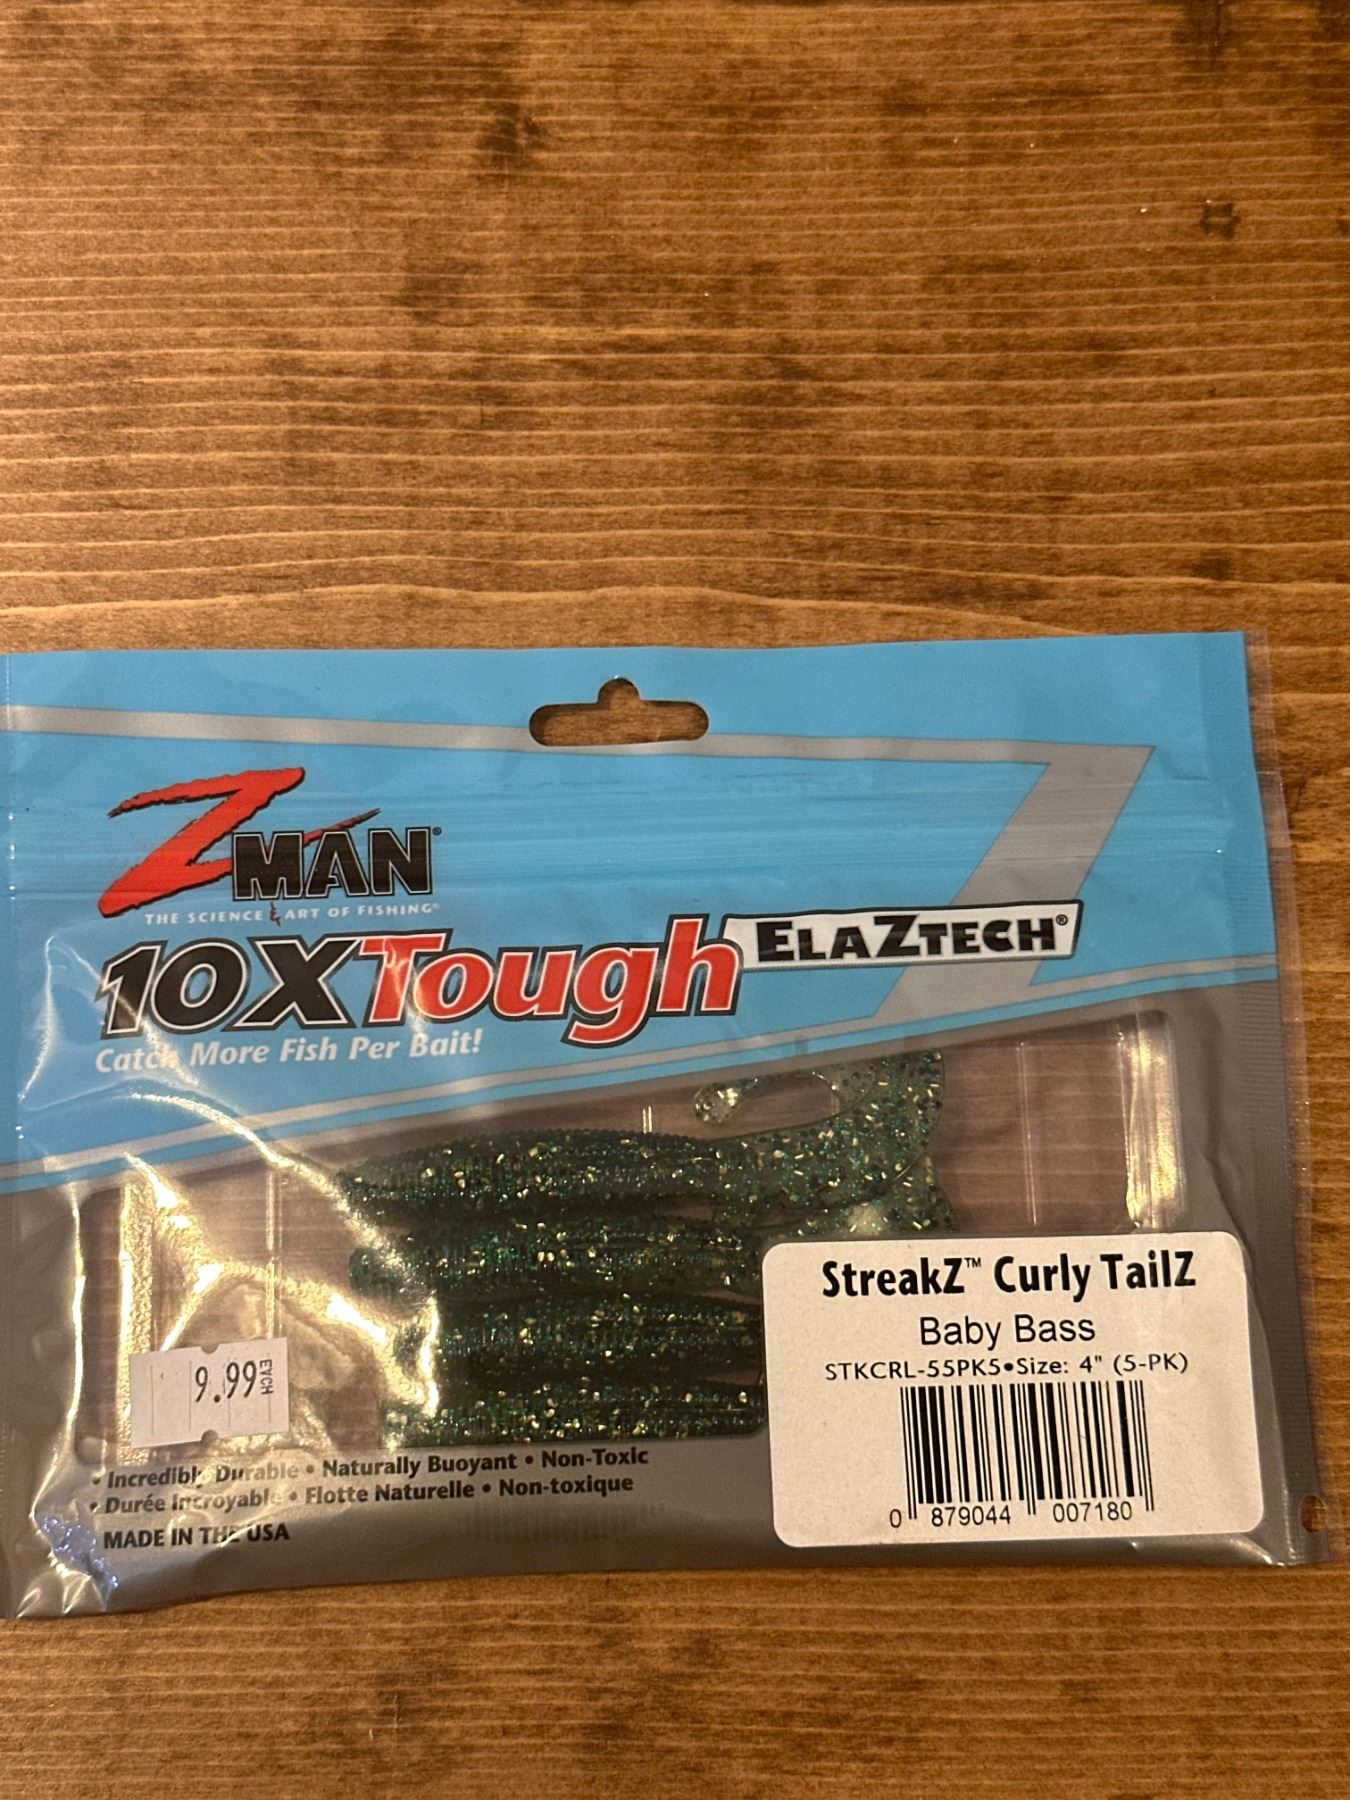 ZMAN®
THE SCIENCE & ART OF FISHING®
10X Tough ELAZTECH®
Catch More Fish Per Bait!
StreakZ™ Curly TailZ
Baby Bass
STKCRL-55PK5•Size: 4" (5-PK)
0 879044 007180
9.99 EACH
• Incredibly Durable • Naturally Buoyant • Non-Toxic
• Durée Incroyable • Flotte Naturelle • Non-toxique
MADE IN THE USA